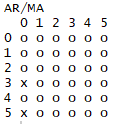 AR/MA
0 1 2 3 4 5
0 o o o o o o
1 o o o o o o
2 o o o o o o
3 x o o o o o
4 o o o o o o
5 x o o o o o